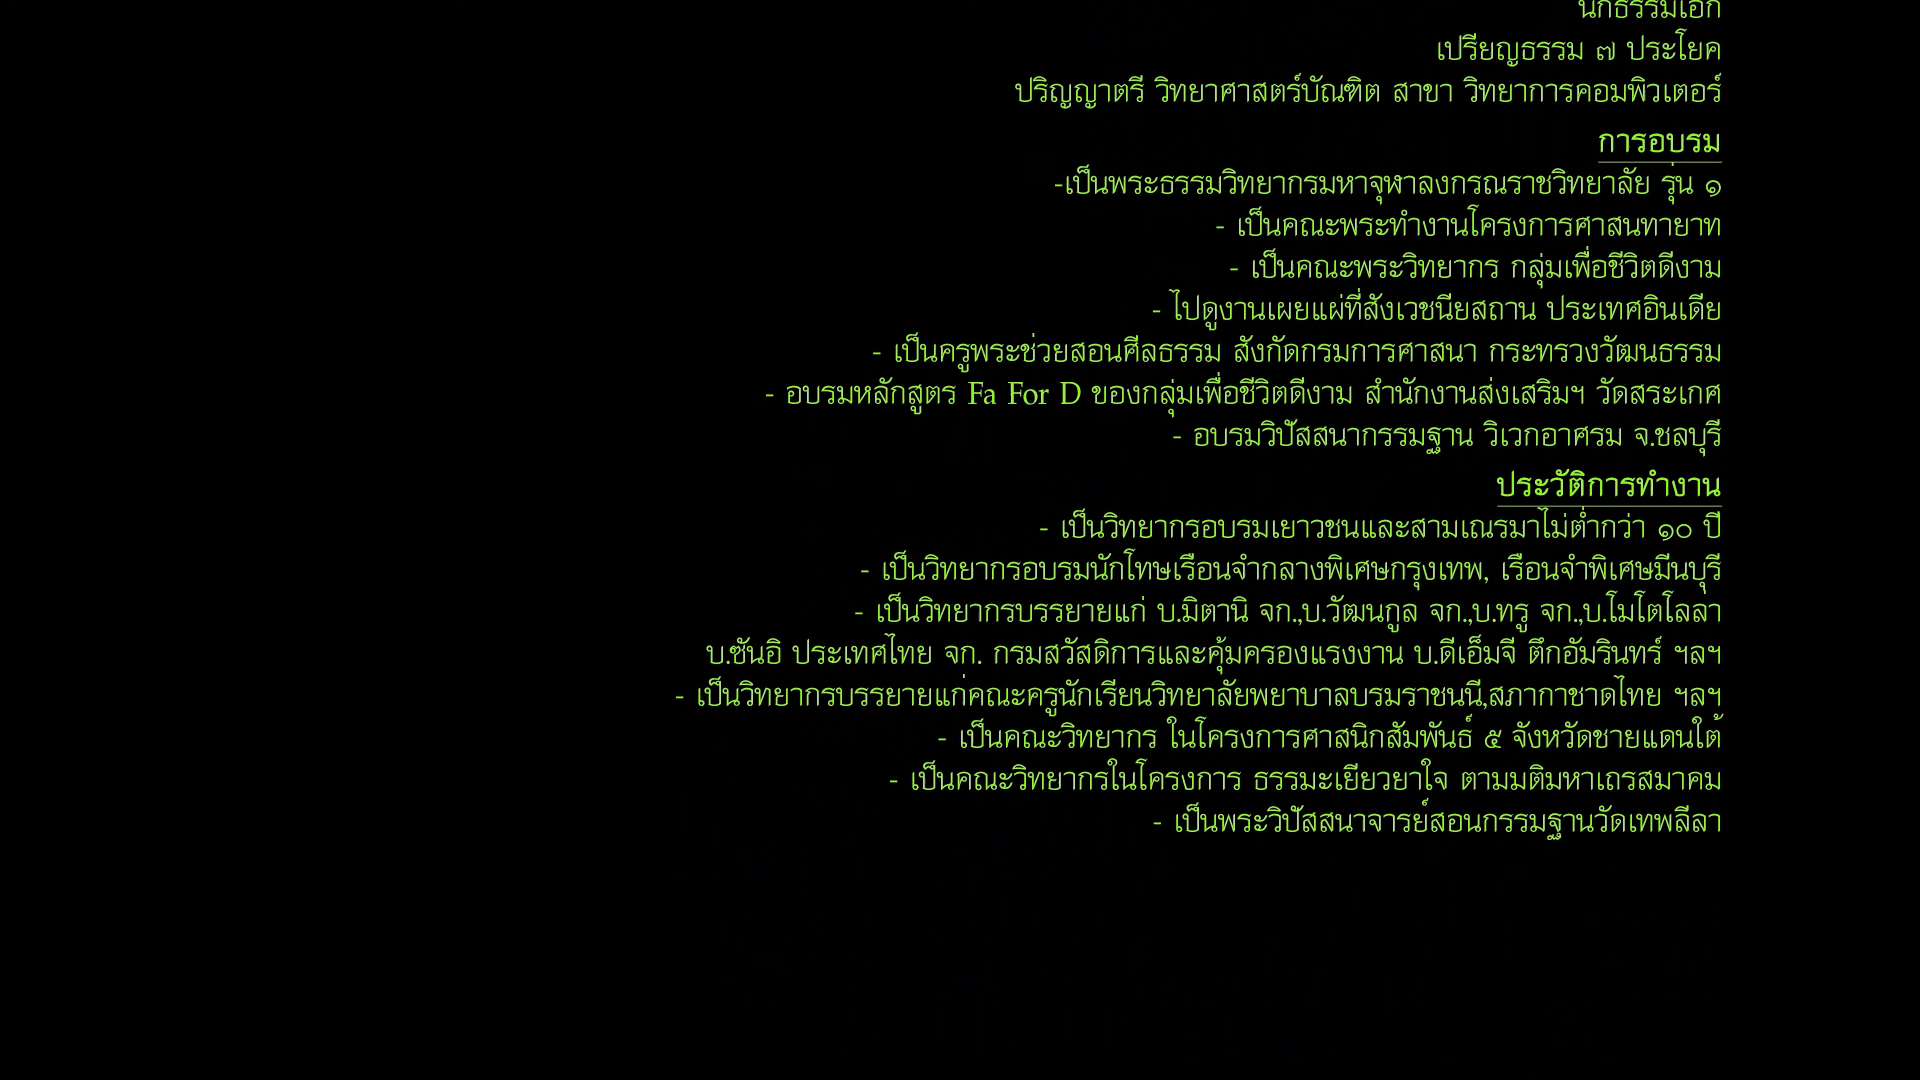 นักธรรมเอก
เปรียญธรรม ๗ ประโยค
ปริญญาตรี วิทยาศาสตร์บัณฑิต สาขา วิทยาการคอมพิวเตอร์
การอบรม
-เป็นพระธรรมวิทยากรมหาจุฬาลงกรณราชวิทยาลัย รุ่น ๑
- เป็นคณะพระทำงานโครงการศาสนทายาท
- เป็นคณะพระวิทยากร กลุ่มเพื่อชีวิตดีงาม
- ไปดูงานเผยแผ่ที่สังเวชนียสถาน ประเทศอินเดีย
- เป็นครูพระช่วยสอนศีลธรรม สังกัดกรมการศาสนา กระทรวงวัฒนธรรม
- อบรมหลักสูตร Fa For D ของกลุ่มเพื่อชีวิตดีงาม สำนักงานส่งเสริมฯ วัดสระเกศ
- อบรมวิปัสสนากรรมฐาน วิเวกอาศรม จ.ชลบุรี
ประวัติการทำงาน
- เป็นวิทยากรอบรมเยาวชนและสามเณรมาไม่ต่ำกว่า ๑๐ ปี
- เป็นวิทยากรอบรมนักโทษเรือนจำกลางพิเศษกรุงเทพ, เรือนจำพิเศษมีนบุรี
- เป็นวิทยากรบรรยายแก่ บ.มิตานิ จก.,บ.วัฒนกูล จก.,บ.ทรู จก.,บ.โมโตโลลา
บ.ซันอิ ประเทศไทย จก. กรมสวัสดิการและคุ้มครองแรงงาน บ.ดีเอ็มจี ตึกอัมรินทร์ ฯลฯ
- เป็นวิทยากรบรรยายแก่คณะครูนักเรียนวิทยาลัยพยาบาลบรมราชนนี,สภากาชาดไทย ฯลฯ
- เป็นคณะวิทยากร ในโครงการศาสนิกสัมพันธ์ ๕ จังหวัดชายแดนใต้
- เป็นคณะวิทยากรในโครงการ ธรรมะเยียวยาใจ ตามมติมหาเถรสมาคม
- เป็นพระวิปัสสนาจารย์สอนกรรมฐานวัดเทพลีลา